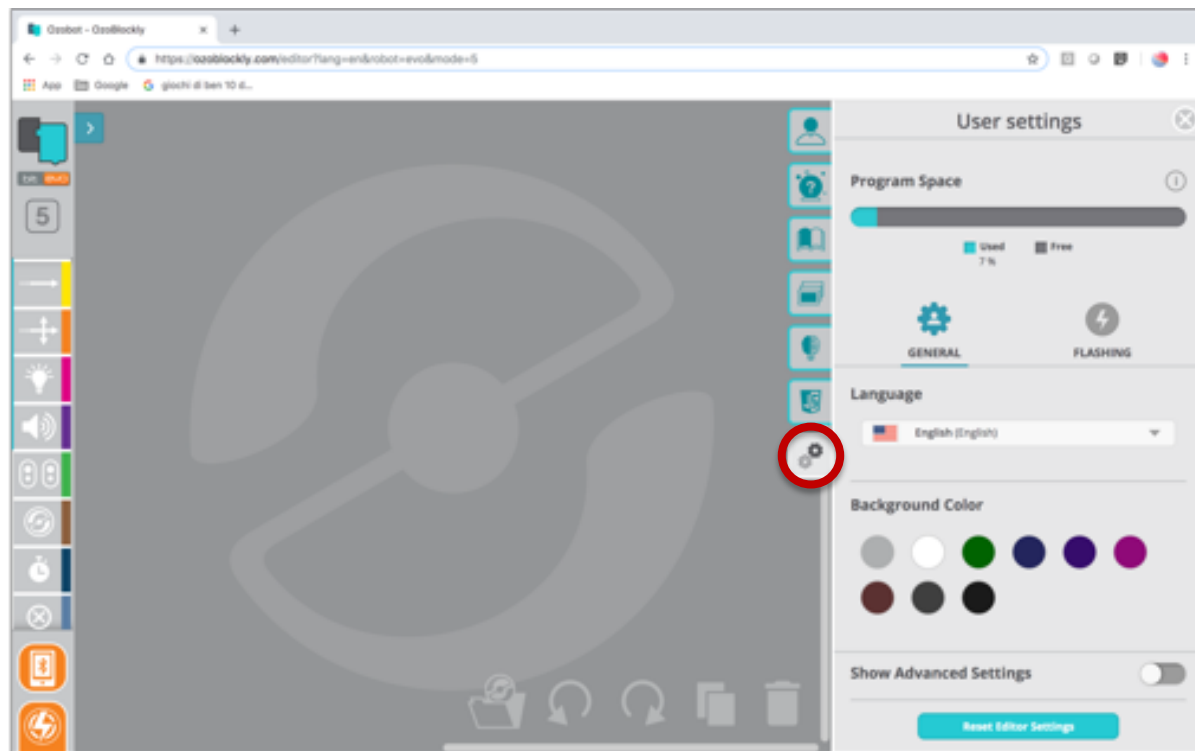 Ozobot - OzoBlockly
https://ozoblockly.com/editor?lang=en&robot=evo&mode=5
App Google giochi di ben 10 d...
bit evo
5
User settings
Program Space
Used Free
7 %
GENERAL FLASHING
Language
English (English)
Background Color
Show Advanced Settings
Reset Editor Settings